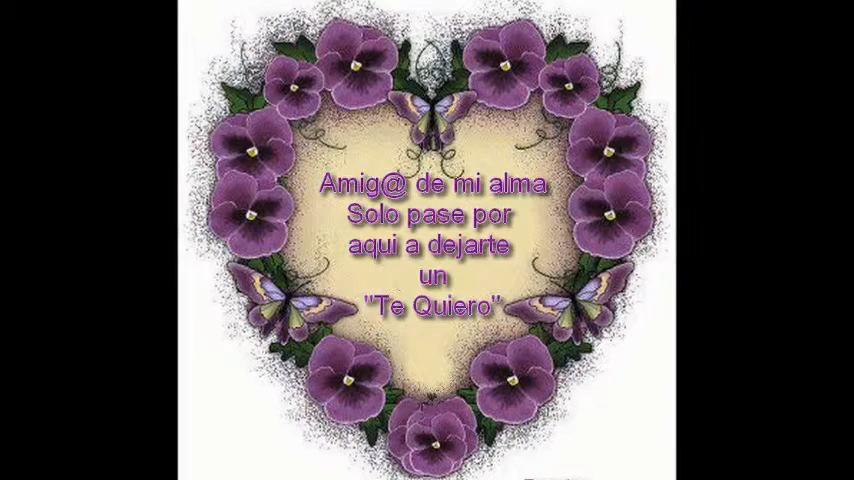 Amig@ de mi alma
Solo pase por
aqui a dejarte
un
"Te Quiero"